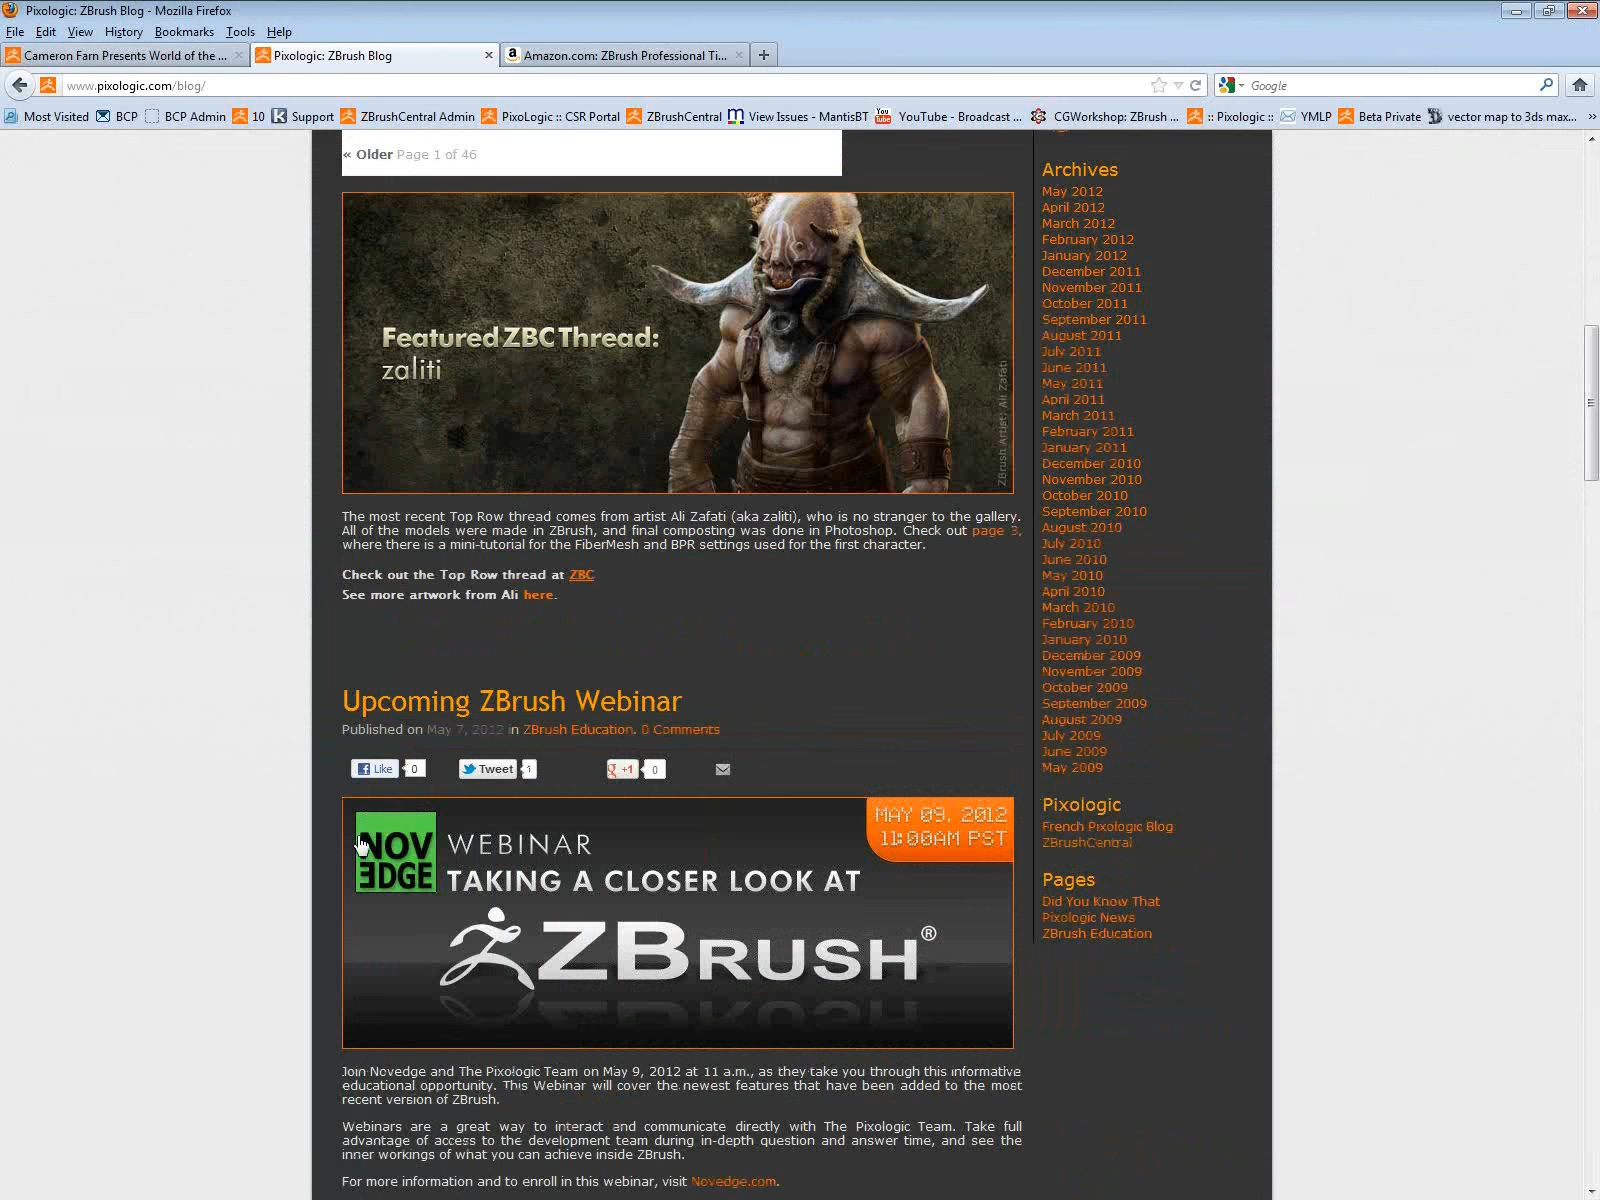 Pixologic: ZBrush Blog - Mozilla Firefox
File Edit View History Bookmarks Tools Help
Cameron Farn Presents World of the ...
Pixologic: ZBrush Blog
Amazon.com: ZBrush Professional Ti...
www.pixologic.com/blog/
Google
Most Visited BCP BCP Admin 10 Support ZBrushCentral Admin PixoLogic :: CSR Portal ZBrushCentral View Issues - MantisBT YouTube - Broadcast ... CGWorkshop: ZBrush ... :: Pixologic :: YMLP Beta Private vector map to 3ds max... »
« Older Page 1 of 46
Featured ZBC Thread:
zaliti
ZBrush Artist: Ali Zafati
The most recent Top Row thread comes from artist Ali Zafati (aka zaliti), who is no stranger to the gallery.
All of the models were made in ZBrush, and final composting was done in Photoshop. Check out page 3,
where there is a mini-tutorial for the FiberMesh and BPR settings used for the first character.
Check out the Top Row thread at ZBC
See more artwork from Ali here.
Upcoming ZBrush Webinar
Published on May 7, 2012 in ZBrush Education. 0 Comments
Like 0 Tweet 1 +1 0
MAY 09, 2012
11:00AM PST
NOV
EDGE
WEBINAR
TAKING A CLOSER LOOK AT
ZBRUSH®
Join Novedge and The Pixologic Team on May 9, 2012 at 11 a.m., as they take you through this informative
educational opportunity. This Webinar will cover the newest features that have been added to the most
recent version of ZBrush.
Webinars are a great way to interact and communicate directly with The Pixologic Team. Take full
advantage of access to the development team during in-depth question and answer time, and see the
inner workings of what you can achieve inside ZBrush.
For more information and to enroll in this webinar, visit Novedge.com.
Archives
May 2012
April 2012
March 2012
February 2012
January 2012
December 2011
November 2011
October 2011
September 2011
August 2011
July 2011
June 2011
May 2011
April 2011
March 2011
February 2011
January 2011
December 2010
November 2010
October 2010
September 2010
August 2010
July 2010
June 2010
May 2010
April 2010
March 2010
February 2010
January 2010
December 2009
November 2009
October 2009
September 2009
August 2009
July 2009
June 2009
May 2009
Pixologic
French Pixologic Blog
ZBrushCentral
Pages
Did You Know That
Pixologic News
ZBrush Education